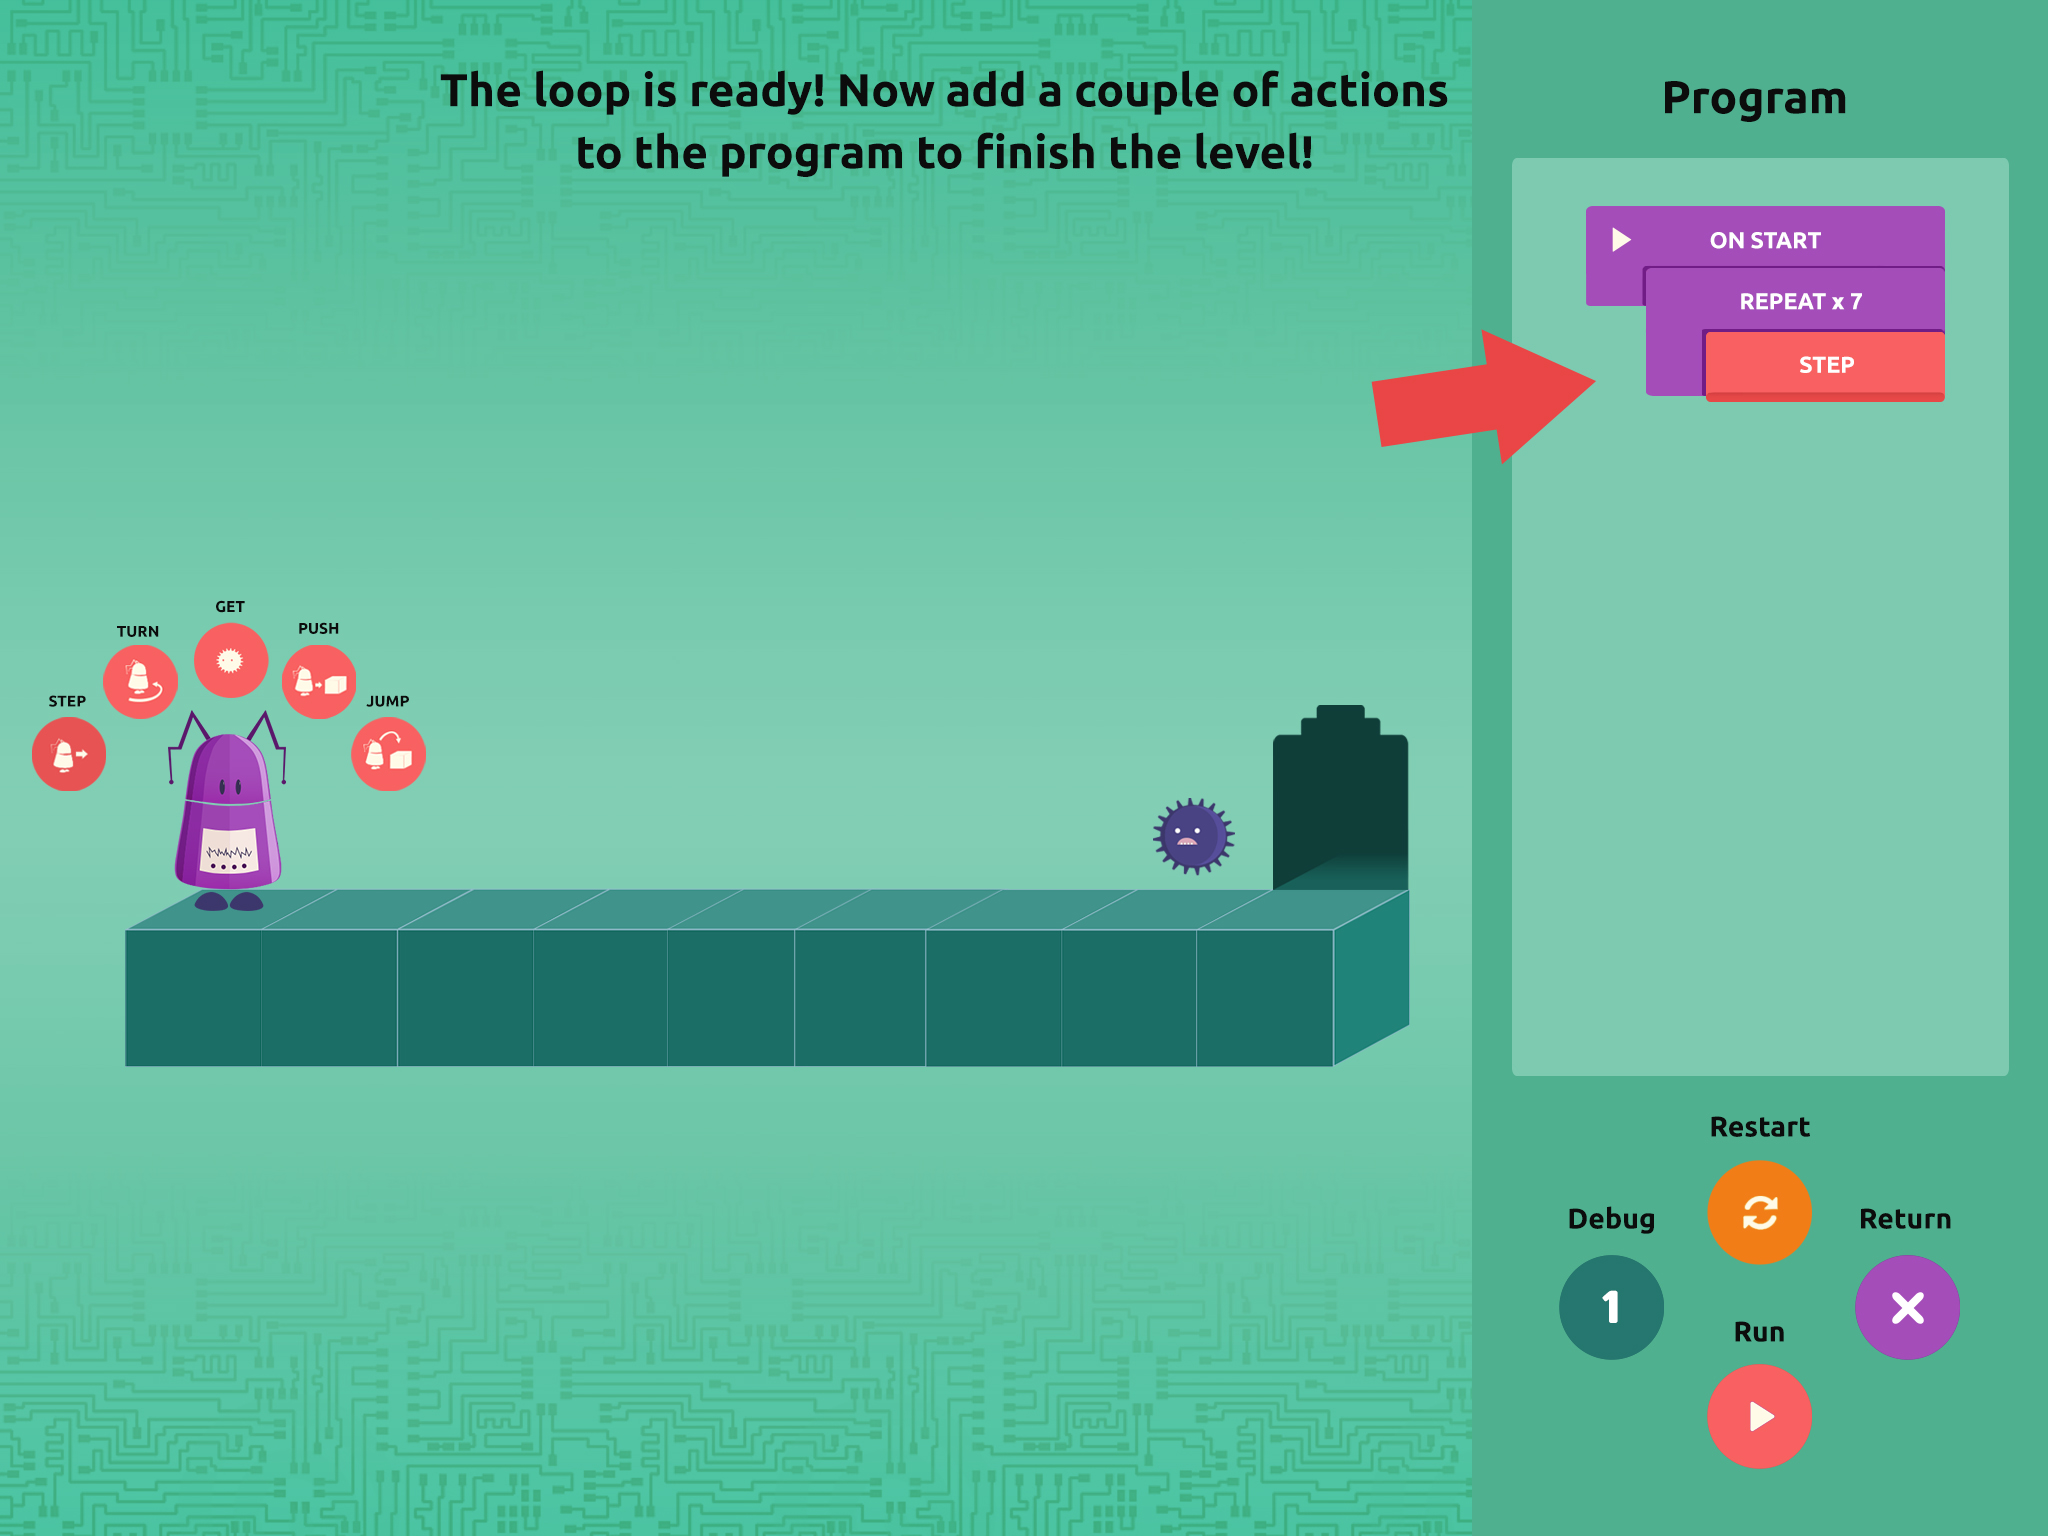 The loop is ready! Now add a couple of actions
to the program to finish the level!
Program
ON START
REPEAT x 7
STEP
GET
TURN
PUSH
STEP
JUMP
Restart
Debug
Return
1
Run